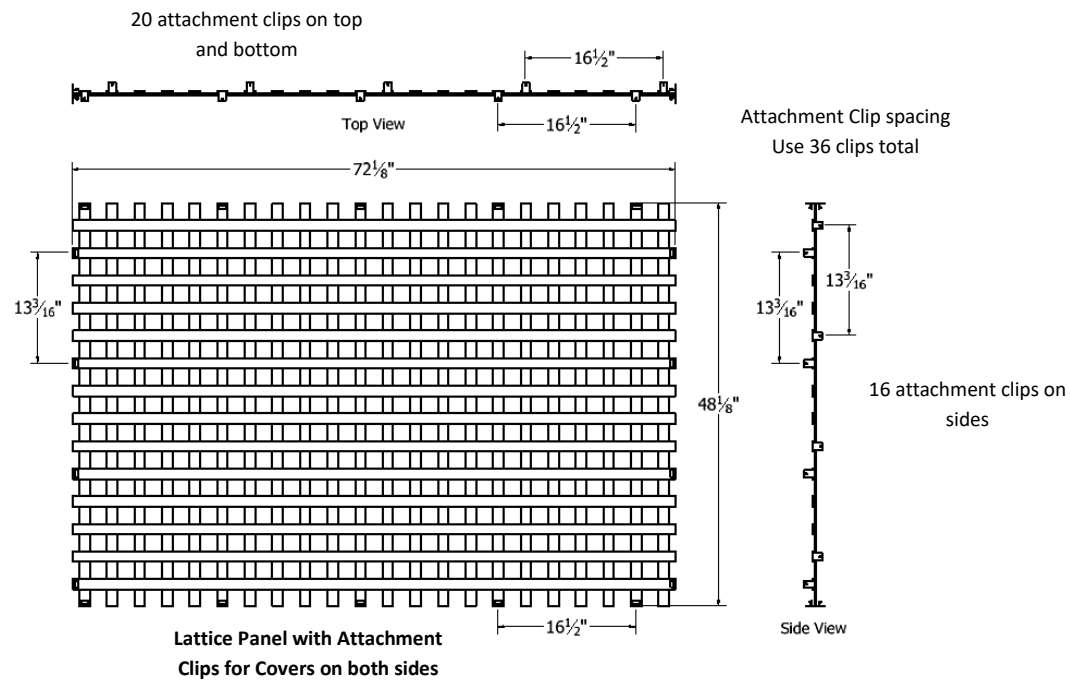 20 attachment clips on top
and bottom
16½"
16½"
Top View
Attachment Clip spacing
Use 36 clips total
72⅛"
13³⁄₁₆"
13³⁄₁₆"
13³⁄₁₆"
48⅛"
16 attachment clips on
sides
16½"
Side View
Lattice Panel with Attachment
Clips for Covers on both sides